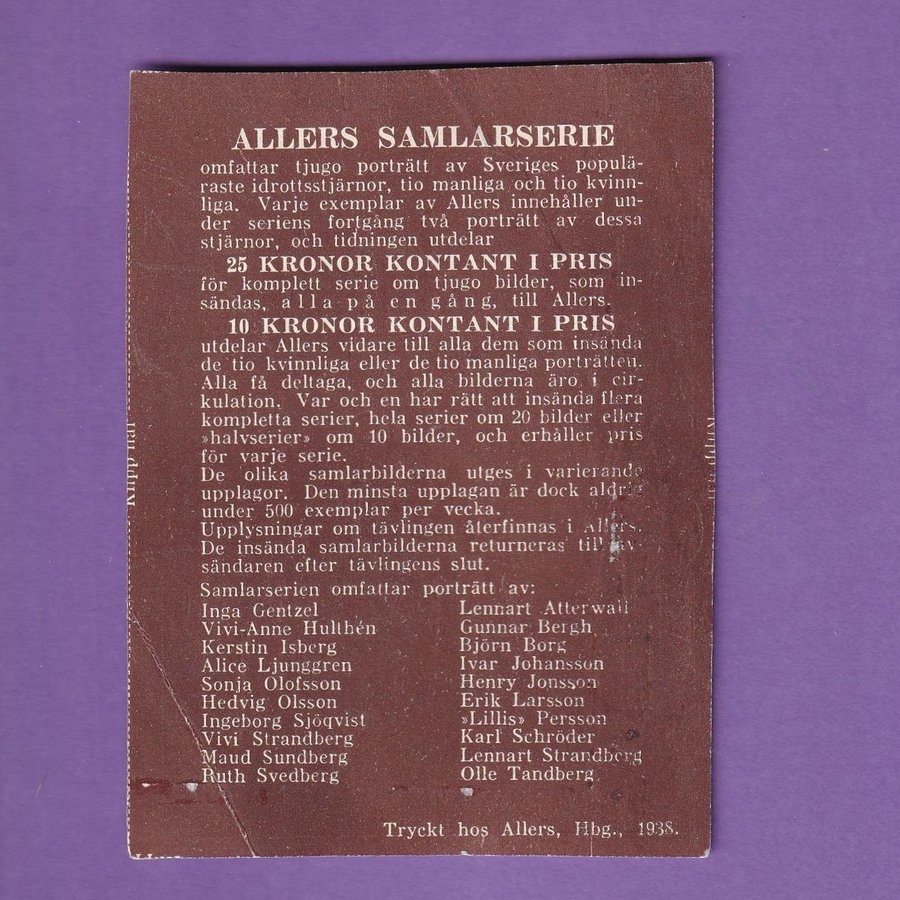 ALLERS SAMLARSERIE
omfattar tjugo porträtt av Sveriges populä-
raste idrottsstjärnor, tio manliga och tio kvinn-
liga. Varje exemplar av Allers innehåller un-
der seriens fortgång två porträtt av dessa
stjärnor, och tidningen utdelar
25 KRONOR KONTANT I PRIS
för komplett serie om tjugo bilder, som in-
sändas, alla på en gång, till Allers.
10 KRONOR KONTANT I PRIS
utdelar Allers vidare till alla dem som insända
de tio kvinnliga eller de tio manliga porträtten.
Alla få deltaga, och alla bilderna äro i cir-
kulation. Var och en har rätt att insända flera
kompletta serier, hela serier om 20 bilder eller
»halvserier» om 10 bilder, och erhåller pris
för varje serie.
De olika samlarbilderna utges i varierande
upplagor. Den minsta upplagan är dock aldrig
under 500 exemplar per vecka.
Upplysningar om tävlingen återfinnas i Allers.
De insända samlarbilderna returneras till av-
sändaren efter tävlingens slut.
Samlarserien omfattar porträtt av:
Inga Gentzel
Vivi-Anne Hulthén
Kerstin Isberg
Alice Ljunggren
Sonja Olofsson
Hedvig Olsson
Ingeborg Sjöqvist
Vivi Strandberg
Maud Sundberg
Ruth Svedberg
Lennart Atterwall
Gunnar Bergh
Björn Borg
Ivar Johansson
Henry Jonsson
Erik Larsson
»Lillis» Persson
Karl Schröder
Lennart Strandberg
Olle Tandberg
Tryckt hos Allers, Hbg., 1938.